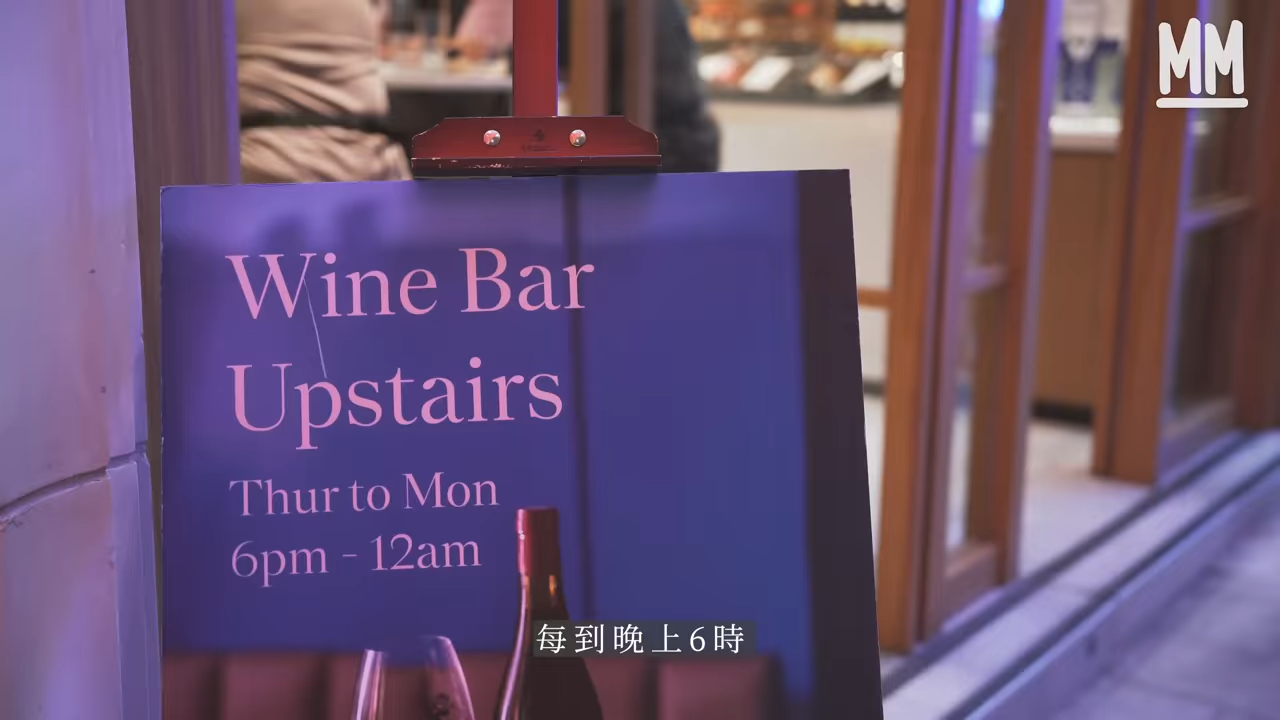 MM
Wine Bar
Upstairs
Thur to Mon
6pm - 12am
每到晚上6時